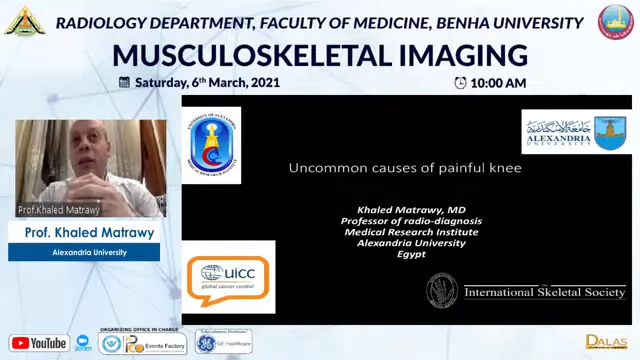 RADIOLOGY DEPARTMENT, FACULTY OF MEDICINE, BENHA UNIVERSITY
MUSCULOSKELETAL IMAGING
Saturday, 6th March, 2021
10:00 AM
جامعة الإسكندرية
ALEXANDRIA
UNIVERSITY
UNIVERSITY OF ALEXANDRIA
MEDICAL RESEARCH INSTITUTE
Uncommon causes of painful knee
Khaled Matrawy, MD
Professor of radio-diagnosis
Medical Research Institute
Alexandria University
Egypt
Prof.Khaled Matrawy
Prof. Khaled Matrawy
Alexandria University
uicc
global cancer control
International Skeletal Society
ORGANIZING OFFICE IN CHARGE
YouTube
zoom
Events Factory
GE Healthcare
DALAS